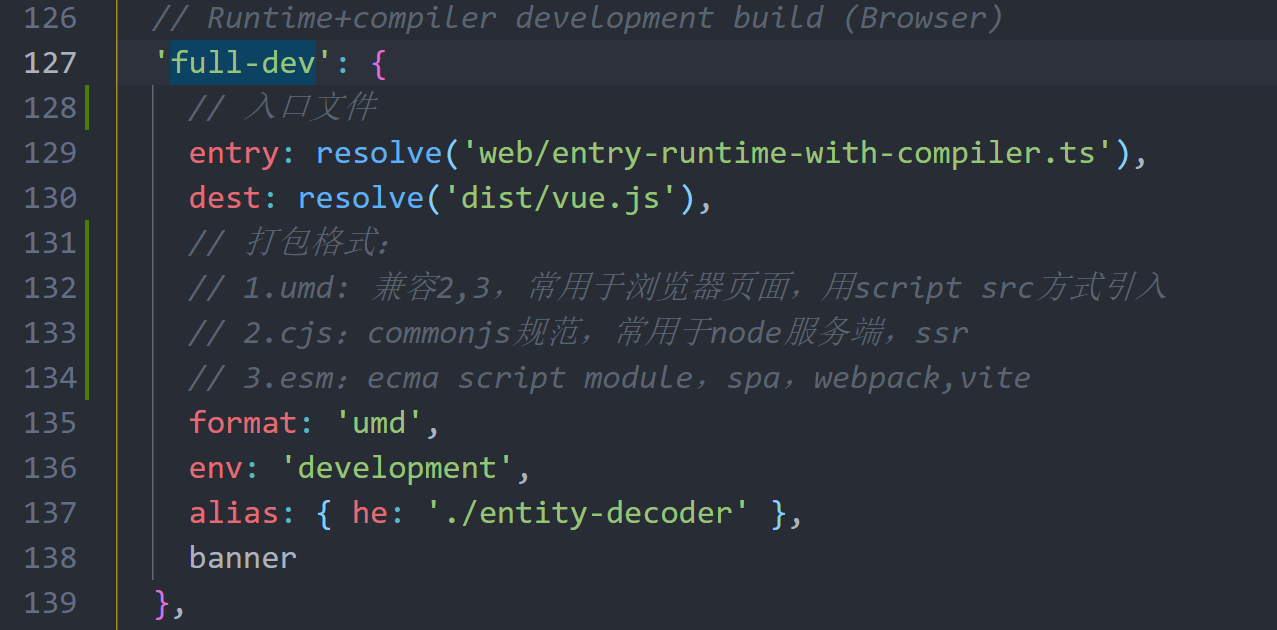 126 // Runtime+compiler development build (Browser)
127 'full-dev': {
128 // 入口文件
129 entry: resolve('web/entry-runtime-with-compiler.ts'),
130 dest: resolve('dist/vue.js'),
131 // 打包格式：
132 // 1.umd: 兼容2,3，常用于浏览器页面，用script src方式引入
133 // 2.cjs：commonjs规范，常用于node服务端，ssr
134 // 3.esm：ecma script module，spa，webpack,vite
135 format: 'umd',
136 env: 'development',
137 alias: { he: './entity-decoder' },
138 banner
139 },